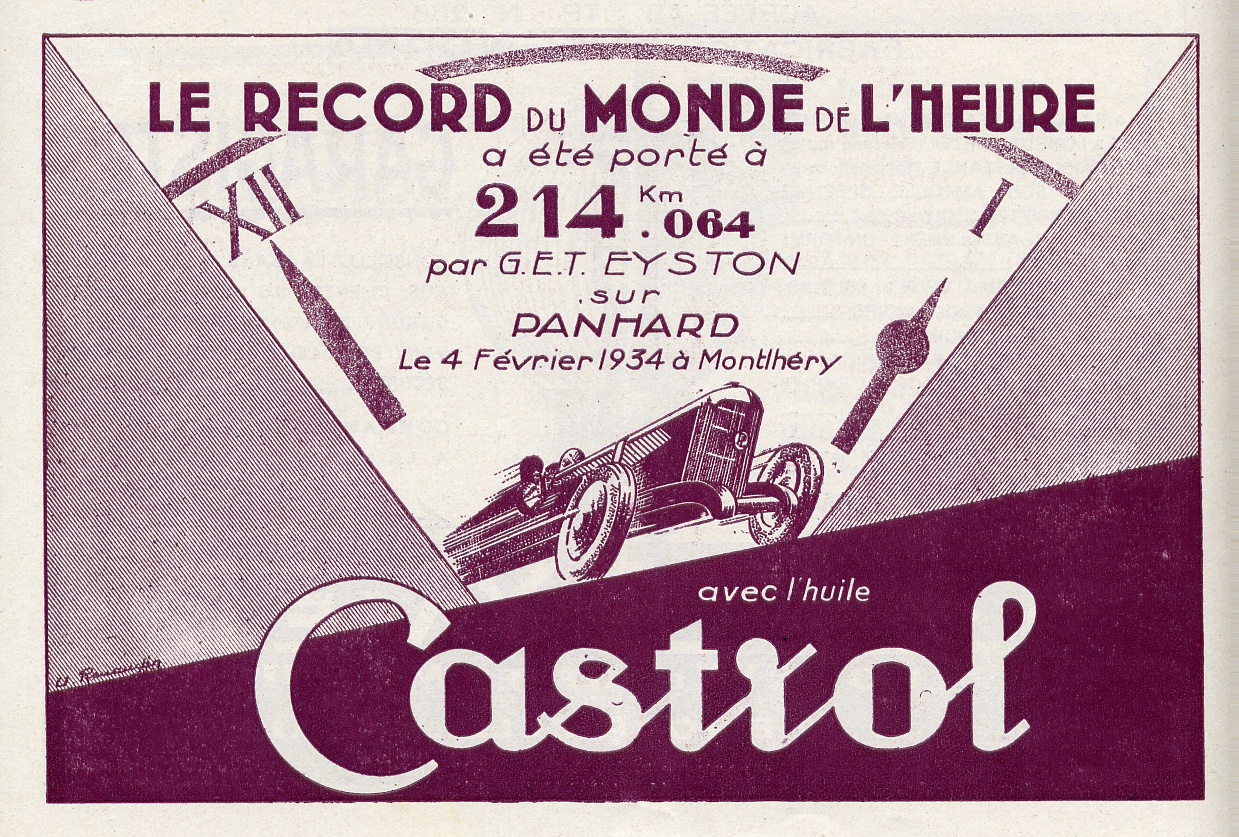 LE RECORD DU MONDE DE L'HEURE
a été porté à
XII
214 Km . 064
I
par G.E.T. EYSTON
.sur
PANHARD
Le 4 Février 1934 à Montlhéry
avec l'huile
Castrol